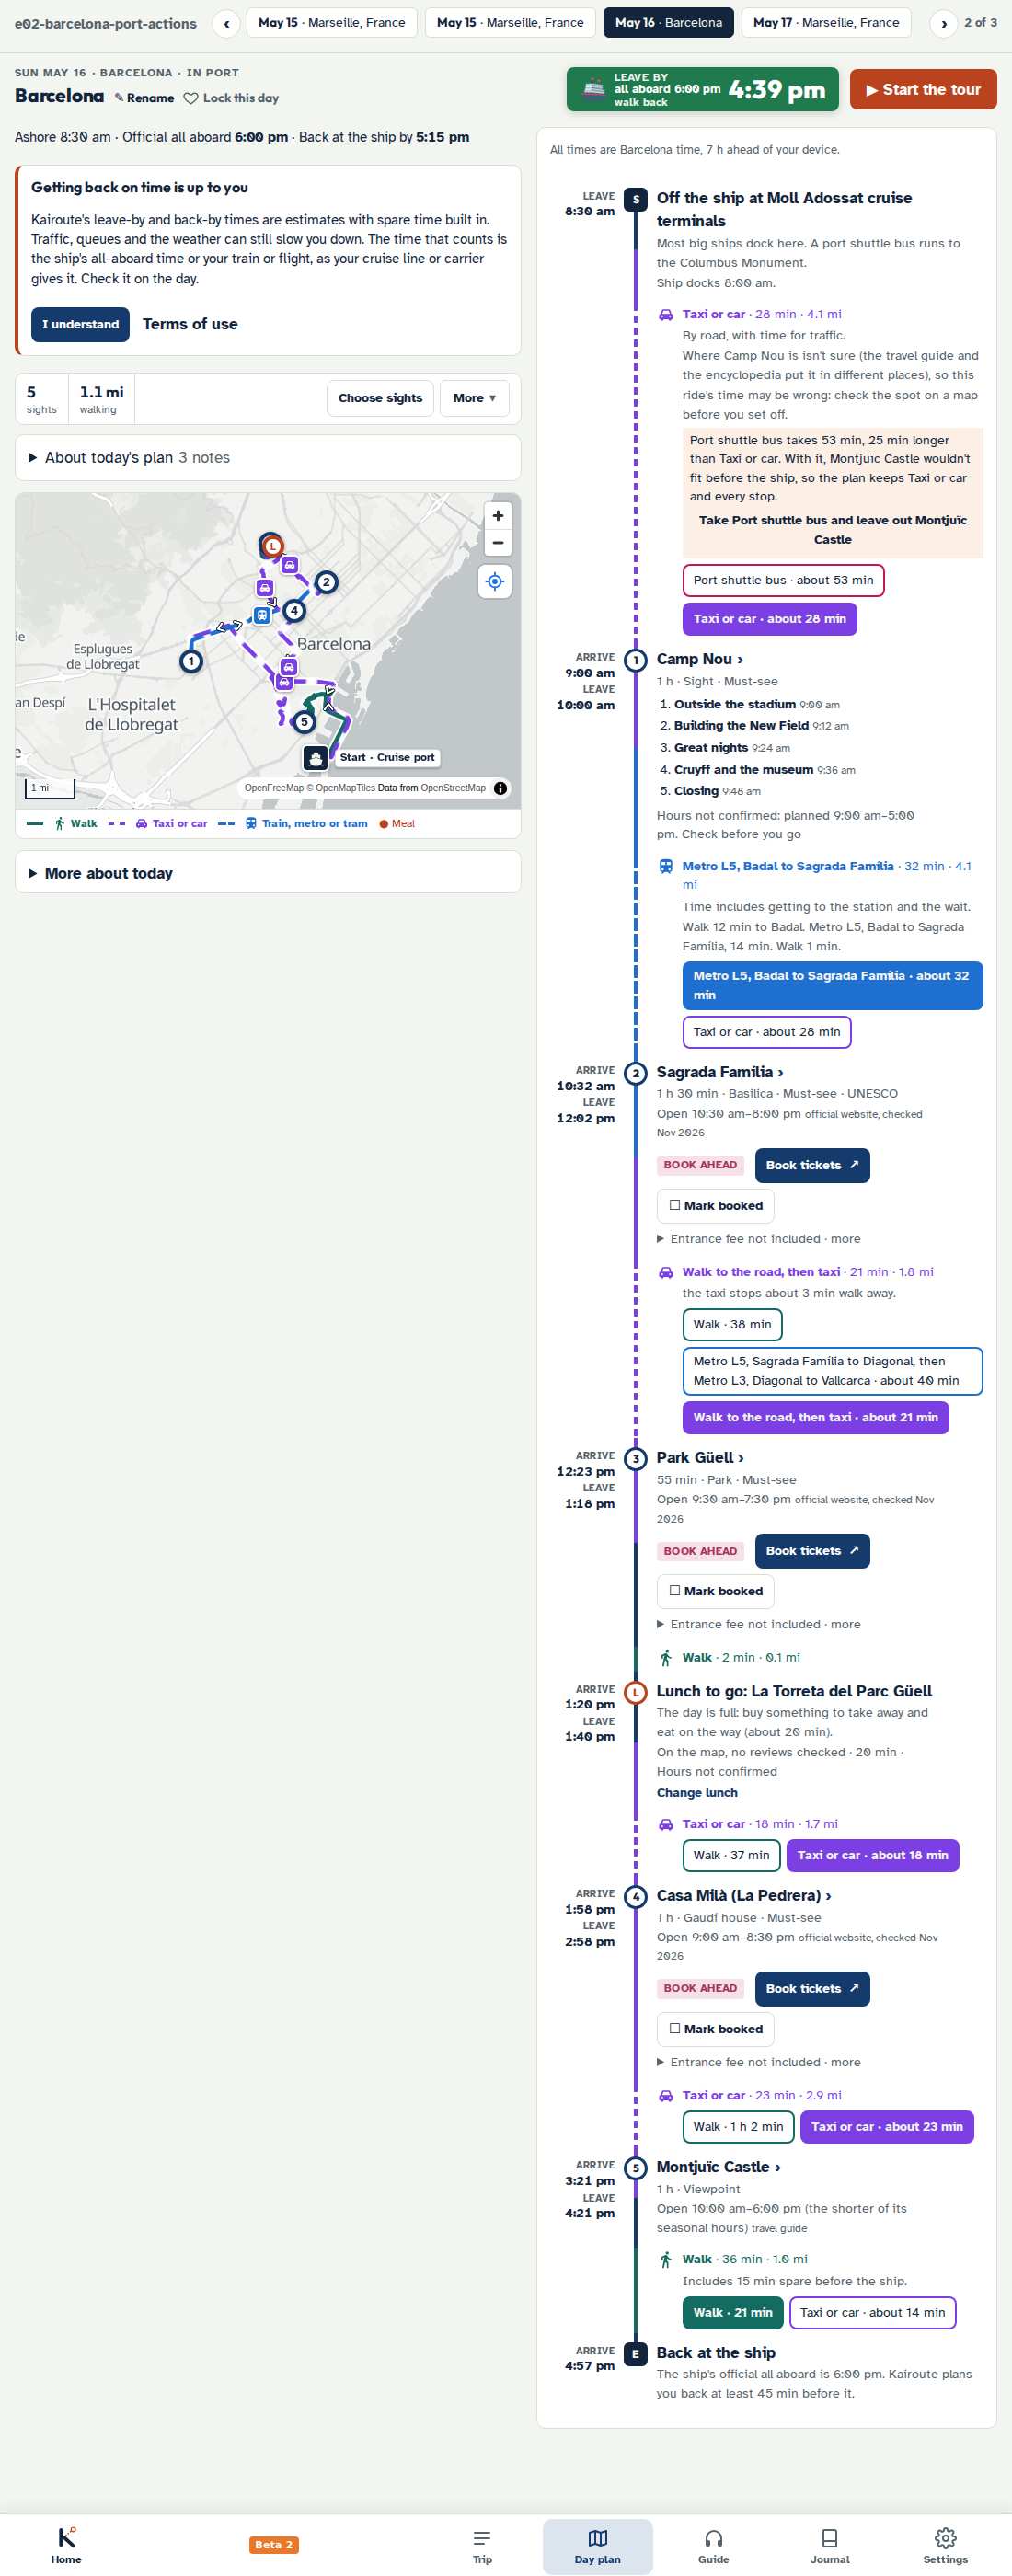 e02-barcelona-port-actions
‹
May 15 · Marseille, France
May 15 · Marseille, France
May 16 · Barcelona
May 17 · Marseille, France
›
2 of 3
SUN MAY 16 · BARCELONA · IN PORT
Barcelona
✎ Rename
Lock this day
LEAVE BY
all aboard 6:00 pm
walk back
4:39 pm
▶ Start the tour
Ashore 8:30 am · Official all aboard 6:00 pm · Back at the ship by 5:15 pm
Getting back on time is up to you
Kairoute's leave-by and back-by times are estimates with spare time built in.
Traffic, queues and the weather can still slow you down. The time that counts is
the ship's all-aboard time or your train or flight, as your cruise line or carrier
gives it. Check it on the day.
I understand
Terms of use
5
sights
1.1 mi
walking
Choose sights
More ▼
▶ About today's plan 3 notes
L
2
4
1
5
Barcelona
Esplugues
de Llobregat
L'Hospitalet
de Llobregat
an Despí
le
e
Start · Cruise port
+
−
1 mi
OpenFreeMap © OpenMapTiles Data from OpenStreetMap
Walk
Taxi or car
Train, metro or tram
Meal
▶ More about today
All times are Barcelona time, 7 h ahead of your device.
LEAVE
8:30 am
S
Off the ship at Moll Adossat cruise
terminals
Most big ships dock here. A port shuttle bus runs to
the Columbus Monument.
Ship docks 8:00 am.
Taxi or car · 28 min · 4.1 mi
By road, with time for traffic.
Where Camp Nou is isn't sure (the travel guide and
the encyclopedia put it in different places), so this
ride's time may be wrong: check the spot on a map
before you set off.
Port shuttle bus takes 53 min, 25 min longer
than Taxi or car. With it, Montjuïc Castle wouldn't
fit before the ship, so the plan keeps Taxi or car
and every stop.
Take Port shuttle bus and leave out Montjuïc
Castle
Port shuttle bus · about 53 min
Taxi or car · about 28 min
ARRIVE
9:00 am
LEAVE
10:00 am
1
Camp Nou ›
1 h · Sight · Must-see
1. Outside the stadium 9:00 am
2. Building the New Field 9:12 am
3. Great nights 9:24 am
4. Cruyff and the museum 9:36 am
5. Closing 9:48 am
Hours not confirmed: planned 9:00 am–5:00
pm. Check before you go
Metro L5, Badal to Sagrada Família · 32 min · 4.1
mi
Time includes getting to the station and the wait.
Walk 12 min to Badal. Metro L5, Badal to Sagrada
Família, 14 min. Walk 1 min.
Metro L5, Badal to Sagrada Família · about 32
min
Taxi or car · about 28 min
ARRIVE
10:32 am
LEAVE
12:02 pm
2
Sagrada Família ›
1 h 30 min · Basilica · Must-see · UNESCO
Open 10:30 am–8:00 pm official website, checked
Nov 2026
BOOK AHEAD
Book tickets ↗
☐ Mark booked
▶ Entrance fee not included · more
Walk to the road, then taxi · 21 min · 1.8 mi
the taxi stops about 3 min walk away.
Walk · 38 min
Metro L5, Sagrada Família to Diagonal, then
Metro L3, Diagonal to Vallcarca · about 40 min
Walk to the road, then taxi · about 21 min
ARRIVE
12:23 pm
LEAVE
1:18 pm
3
Park Güell ›
55 min · Park · Must-see
Open 9:30 am–7:30 pm official website, checked Nov
2026
BOOK AHEAD
Book tickets ↗
☐ Mark booked
▶ Entrance fee not included · more
Walk · 2 min · 0.1 mi
ARRIVE
1:20 pm
LEAVE
1:40 pm
L
Lunch to go: La Torreta del Parc Güell
The day is full: buy something to take away and
eat on the way (about 20 min).
On the map, no reviews checked · 20 min ·
Hours not confirmed
Change lunch
Taxi or car · 18 min · 1.7 mi
Walk · 37 min
Taxi or car · about 18 min
ARRIVE
1:58 pm
LEAVE
2:58 pm
4
Casa Milà (La Pedrera) ›
1 h · Gaudí house · Must-see
Open 9:00 am–8:30 pm official website, checked Nov
2026
BOOK AHEAD
Book tickets ↗
☐ Mark booked
▶ Entrance fee not included · more
Taxi or car · 23 min · 2.9 mi
Walk · 1 h 2 min
Taxi or car · about 23 min
ARRIVE
3:21 pm
LEAVE
4:21 pm
5
Montjuïc Castle ›
1 h · Viewpoint
Open 10:00 am–6:00 pm (the shorter of its
seasonal hours) travel guide
Walk · 36 min · 1.0 mi
Includes 15 min spare before the ship.
Walk · 21 min
Taxi or car · about 14 min
ARRIVE
4:57 pm
E
Back at the ship
The ship's official all aboard is 6:00 pm. Kairoute plans
you back at least 45 min before it.
Home
Beta 2
Trip
Day plan
Guide
Journal
Settings